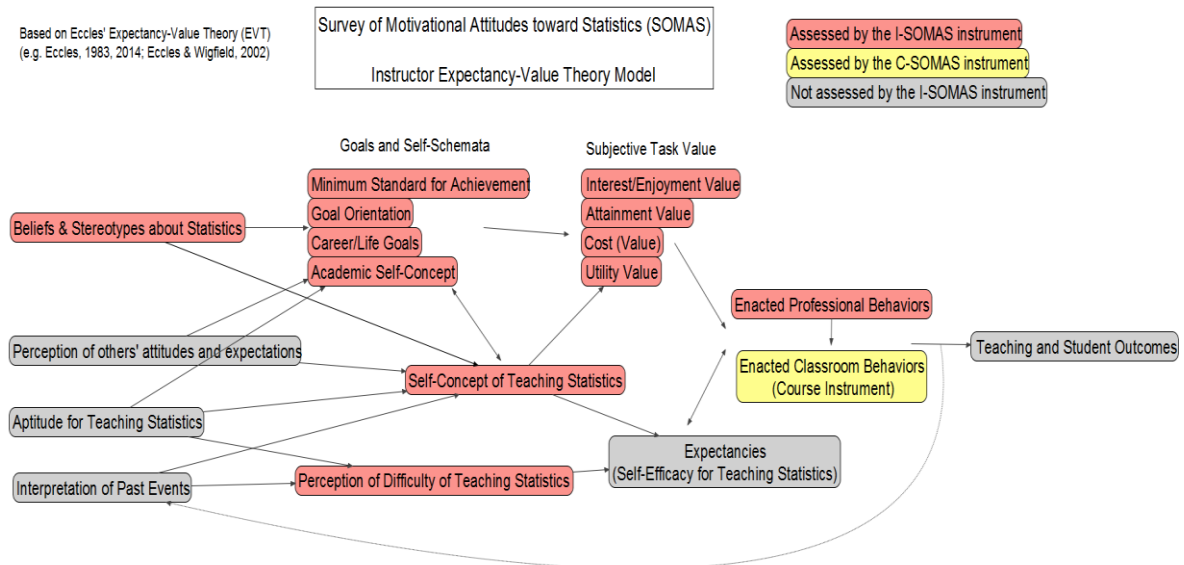 Based on Eccles' Expectancy-Value Theory (EVT)
(e.g. Eccles, 1983, 2014; Eccles & Wigfield, 2002)
Survey of Motivational Attitudes toward Statistics (SOMAS)
Instructor Expectancy-Value Theory Model
Assessed by the I-SOMAS instrument
Assessed by the C-SOMAS instrument
Not assessed by the I-SOMAS instrument
Goals and Self-Schemata
Minimum Standard for Achievement
Goal Orientation
Career/Life Goals
Academic Self-Concept
Subjective Task Value
Interest/Enjoyment Value
Attainment Value
Cost (Value)
Utility Value
Beliefs & Stereotypes about Statistics
Perception of others' attitudes and expectations
Aptitude for Teaching Statistics
Interpretation of Past Events
Self-Concept of Teaching Statistics
Perception of Difficulty of Teaching Statistics
Expectancies
(Self-Efficacy for Teaching Statistics)
Enacted Professional Behaviors
Enacted Classroom Behaviors
(Course Instrument)
Teaching and Student Outcomes